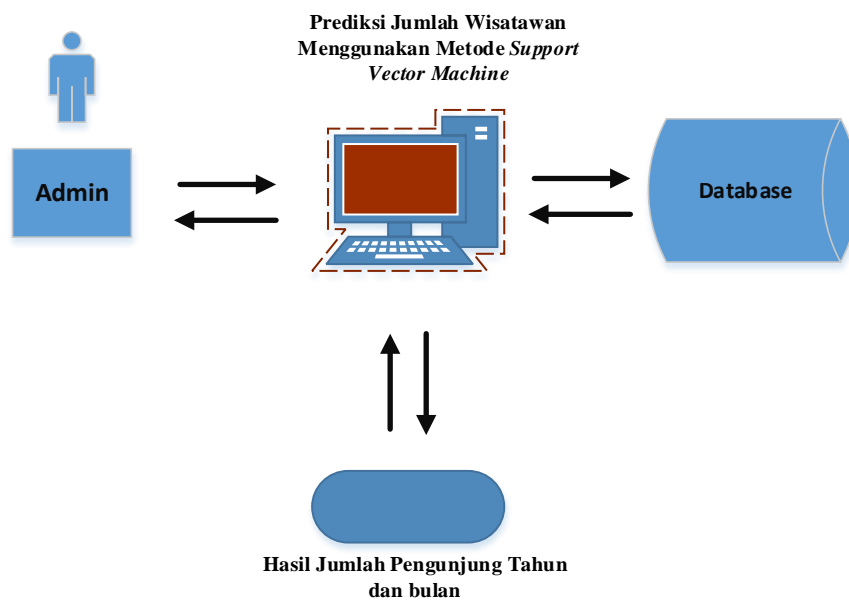 Prediksi Jumlah Wisatawan
Menggunakan Metode Support
Vector Machine
Admin
Database
Hasil Jumlah Pengunjung Tahun
dan bulan